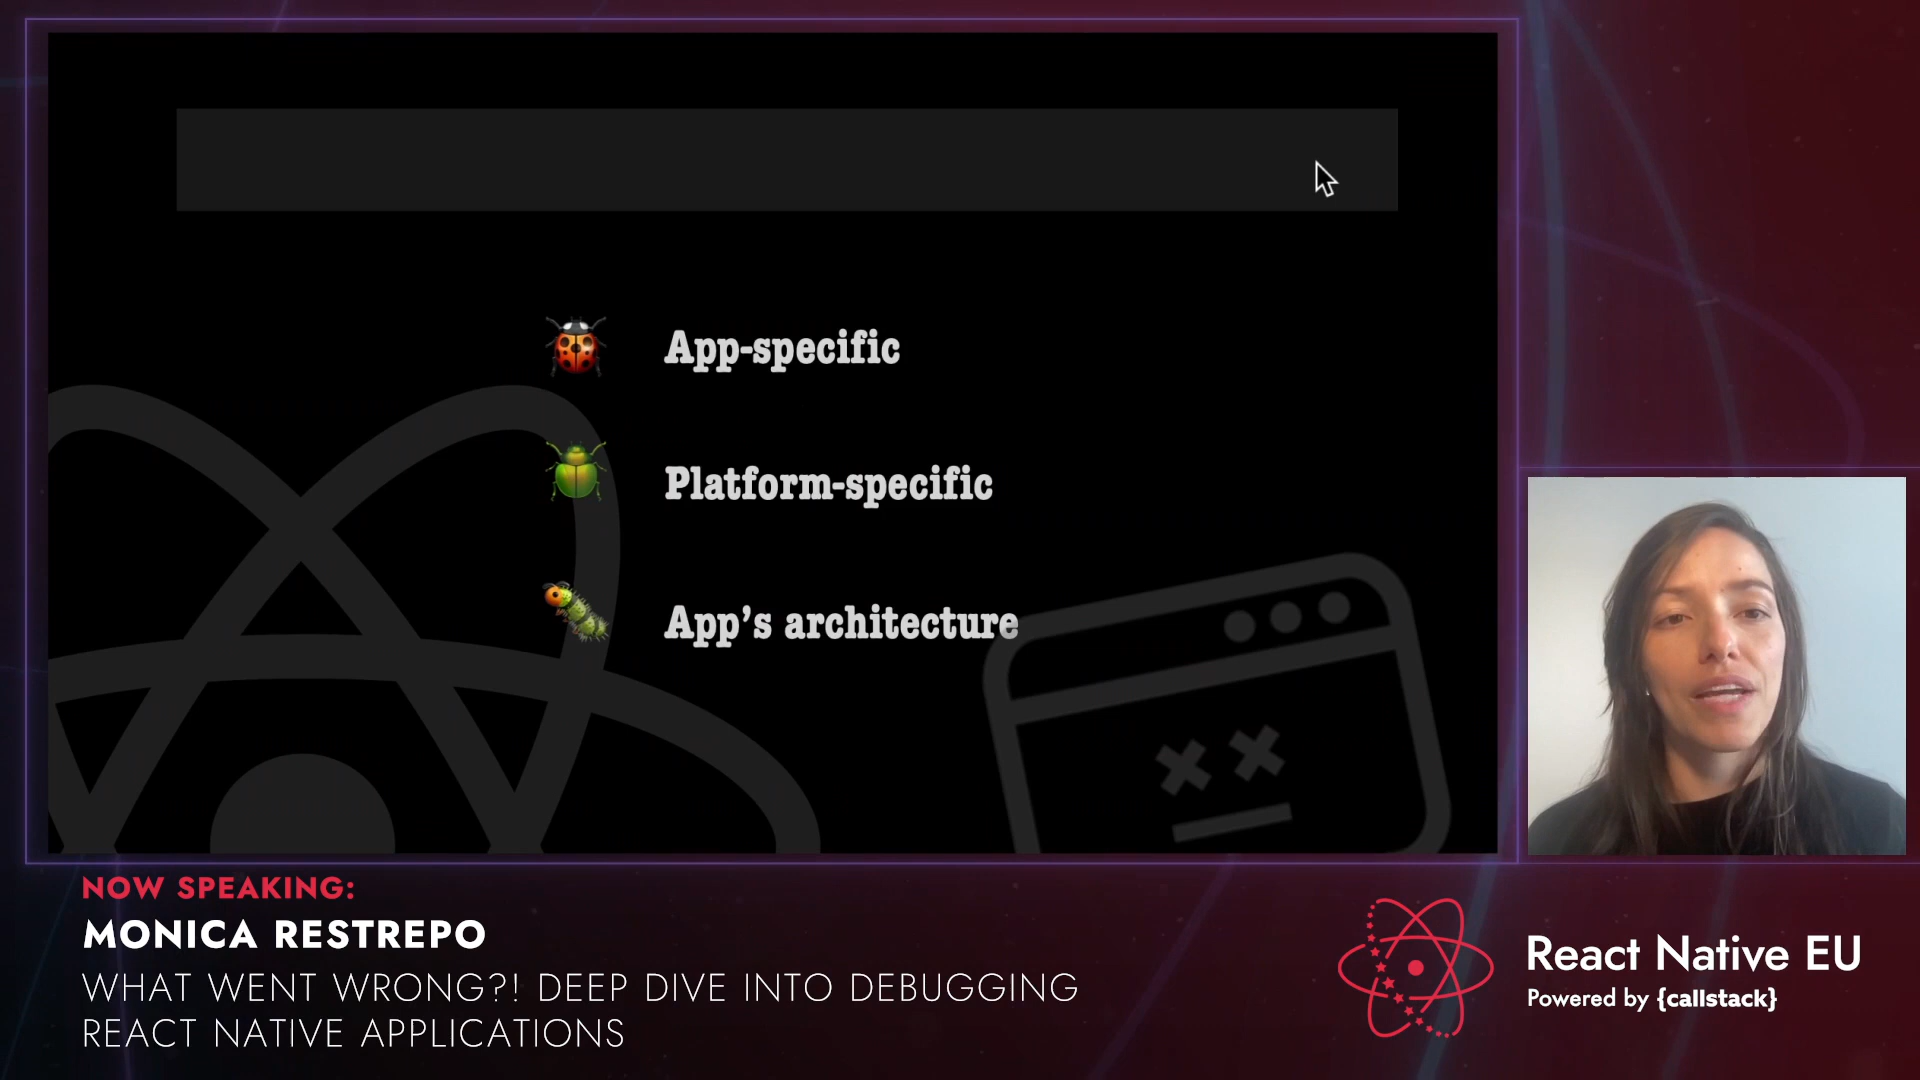 App-specific
Platform-specific
App's architecture
NOW SPEAKING:
MONICA RESTREPO
WHAT WENT WRONG?! DEEP DIVE INTO DEBUGGING
REACT NATIVE APPLICATIONS
React Native EU
Powered by {callstack}